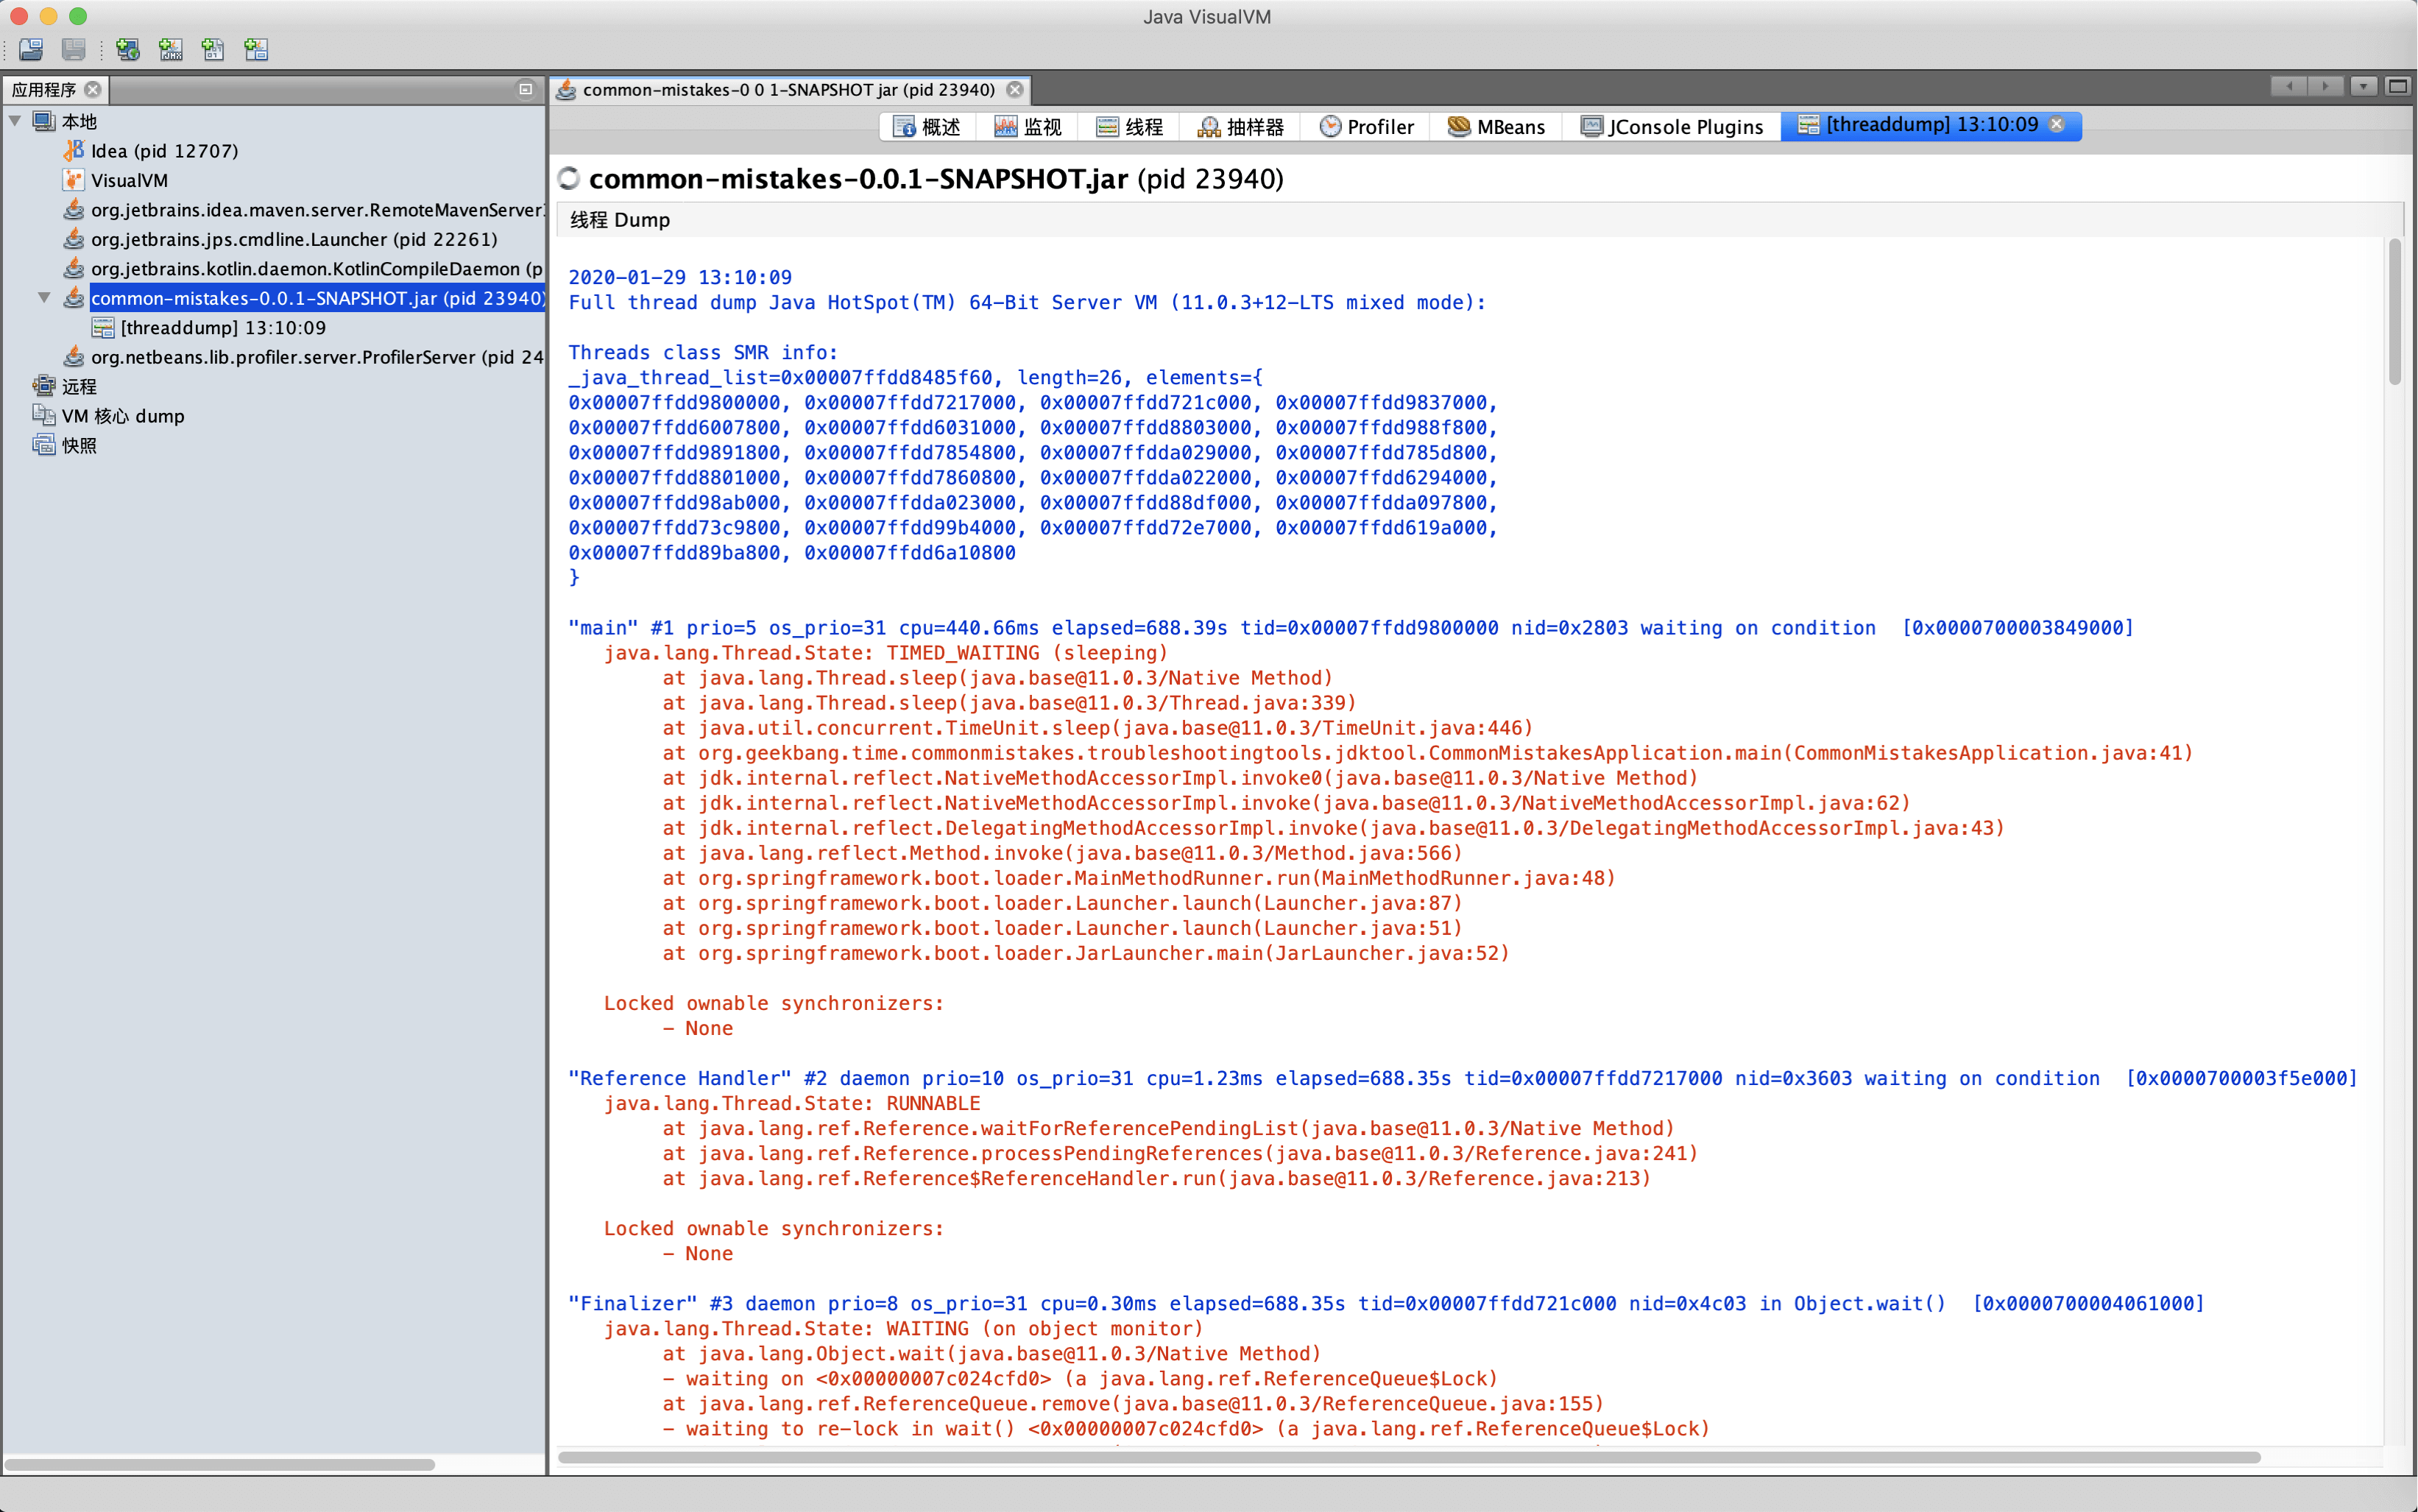 Java VisualVM
应用程序
本地
Idea (pid 12707)
VisualVM
org.jetbrains.idea.maven.server.RemoteMavenServer
org.jetbrains.jps.cmdline.Launcher (pid 22261)
org.jetbrains.kotlin.daemon.KotlinCompileDaemon (p
common-mistakes-0.0.1-SNAPSHOT.jar (pid 23940)
[threaddump] 13:10:09
org.netbeans.lib.profiler.server.ProfilerServer (pid 24
远程
VM 核心 dump
快照
common-mistakes-0 0 1-SNAPSHOT jar (pid 23940)
概述 监视 线程 抽样器 Profiler MBeans JConsole Plugins [threaddump] 13:10:09
common-mistakes-0.0.1-SNAPSHOT.jar (pid 23940)
线程 Dump
2020-01-29 13:10:09
Full thread dump Java HotSpot(TM) 64-Bit Server VM (11.0.3+12-LTS mixed mode):
Threads class SMR info:
_java_thread_list=0x00007ffdd8485f60, length=26, elements={
0x00007ffdd9800000, 0x00007ffdd7217000, 0x00007ffdd721c000, 0x00007ffdd9837000,
0x00007ffdd6007800, 0x00007ffdd6031000, 0x00007ffdd8803000, 0x00007ffdd988f800,
0x00007ffdd9891800, 0x00007ffdd7854800, 0x00007ffdda029000, 0x00007ffdd785d800,
0x00007ffdd8801000, 0x00007ffdd7860800, 0x00007ffdda022000, 0x00007ffdd6294000,
0x00007ffdd98ab000, 0x00007ffdda023000, 0x00007ffdd88df000, 0x00007ffdda097800,
0x00007ffdd73c9800, 0x00007ffdd99b4000, 0x00007ffdd72e7000, 0x00007ffdd619a000,
0x00007ffdd89ba800, 0x00007ffdd6a10800
}
"main" #1 prio=5 os_prio=31 cpu=440.66ms elapsed=688.39s tid=0x00007ffdd9800000 nid=0x2803 waiting on condition [0x0000700003849000]
java.lang.Thread.State: TIMED_WAITING (sleeping)
at java.lang.Thread.sleep(java.base@11.0.3/Native Method)
at java.lang.Thread.sleep(java.base@11.0.3/Thread.java:339)
at java.util.concurrent.TimeUnit.sleep(java.base@11.0.3/TimeUnit.java:446)
at org.geekbang.time.commonmistakes.troubleshootingtools.jdktool.CommonMistakesApplication.main(CommonMistakesApplication.java:41)
at jdk.internal.reflect.NativeMethodAccessorImpl.invoke0(java.base@11.0.3/Native Method)
at jdk.internal.reflect.NativeMethodAccessorImpl.invoke(java.base@11.0.3/NativeMethodAccessorImpl.java:62)
at jdk.internal.reflect.DelegatingMethodAccessorImpl.invoke(java.base@11.0.3/DelegatingMethodAccessorImpl.java:43)
at java.lang.reflect.Method.invoke(java.base@11.0.3/Method.java:566)
at org.springframework.boot.loader.MainMethodRunner.run(MainMethodRunner.java:48)
at org.springframework.boot.loader.Launcher.launch(Launcher.java:87)
at org.springframework.boot.loader.Launcher.launch(Launcher.java:51)
at org.springframework.boot.loader.JarLauncher.main(JarLauncher.java:52)
Locked ownable synchronizers:
- None
"Reference Handler" #2 daemon prio=10 os_prio=31 cpu=1.23ms elapsed=688.35s tid=0x00007ffdd7217000 nid=0x3603 waiting on condition [0x0000700003f5e000]
java.lang.Thread.State: RUNNABLE
at java.lang.ref.Reference.waitForReferencePendingList(java.base@11.0.3/Native Method)
at java.lang.ref.Reference.processPendingReferences(java.base@11.0.3/Reference.java:241)
at java.lang.ref.Reference$ReferenceHandler.run(java.base@11.0.3/Reference.java:213)
Locked ownable synchronizers:
- None
"Finalizer" #3 daemon prio=8 os_prio=31 cpu=0.30ms elapsed=688.35s tid=0x00007ffdd721c000 nid=0x4c03 in Object.wait() [0x0000700004061000]
java.lang.Thread.State: WAITING (on object monitor)
at java.lang.Object.wait(java.base@11.0.3/Native Method)
- waiting on <0x00000007c024cfd0> (a java.lang.ref.ReferenceQueue$Lock)
at java.lang.ref.ReferenceQueue.remove(java.base@11.0.3/ReferenceQueue.java:155)
- waiting to re-lock in wait() <0x00000007c024cfd0> (a java.lang.ref.ReferenceQueue$Lock)